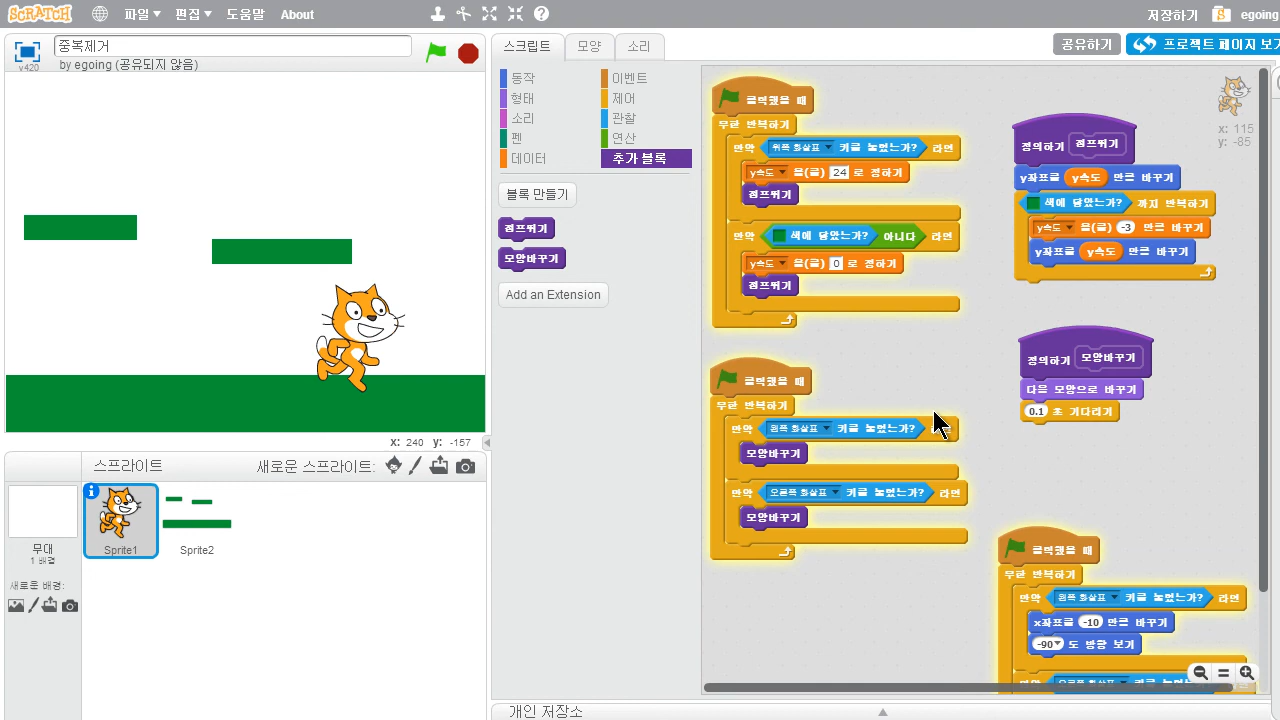 SCRATCH 파일▼ 편집▼ 도움말 About 저장하기 egoing
v420
중복제거
by egoing (공유되지 않음)
스크립트 모양 소리 공유하기 프로젝트 페이지 보기
동작 이벤트
형태 제어
소리 관찰
펜 연산
데이터 추가 블록
블록 만들기
점프뛰기
모양바꾸기
Add an Extension
클릭했을 때
무한 반복하기
만약 위쪽 화살표 키를 눌렀는가? 라면
y속도 을(를) 24 로 정하기
점프뛰기
만약 색에 닿았는가? 아니다 라면
y속도 을(를) 0 로 정하기
점프뛰기
클릭했을 때
무한 반복하기
만약 왼쪽 화살표 키를 눌렀는가?
모양바꾸기
만약 오른쪽 화살표 키를 눌렀는가? 라면
모양바꾸기
x: 115
y: -85
정의하기 점프뛰기
y좌표를 y속도 만큼 바꾸기
색에 닿았는가? 까지 반복하기
y속도 을(를) -3 만큼 바꾸기
y좌표를 y속도 만큼 바꾸기
정의하기 모양바꾸기
다음 모양으로 바꾸기
0.1 초 기다리기
클릭했을 때
무한 반복하기
만약 왼쪽 화살표 키를 눌렀는가? 라면
x좌표를 -10 만큼 바꾸기
-90▼ 도 방향 보기
만약 오른쪽 화살표 키를 눌렀는가?
x: 240 y: -157
스프라이트 새로운 스프라이트:
무대
1 배경
새로운 배경:
Sprite1 Sprite2
개인 저장소